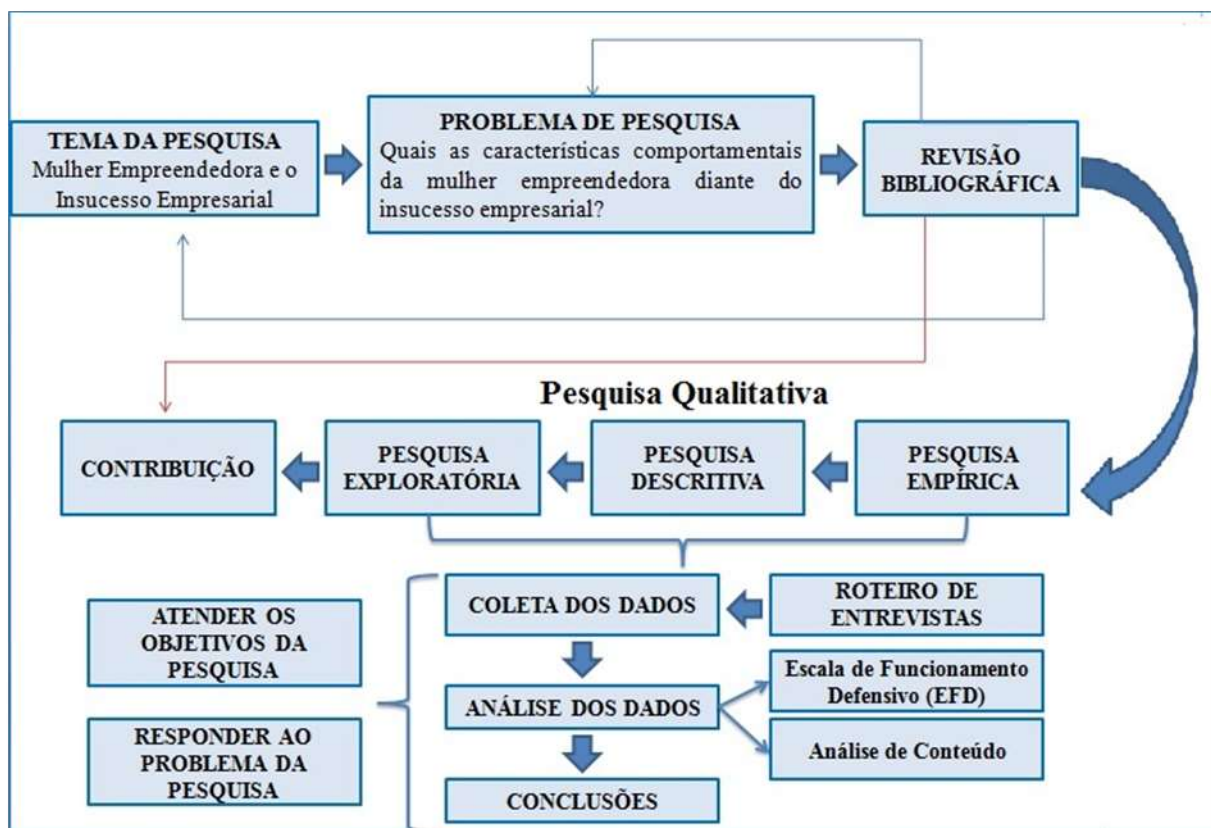 TEMA DA PESQUISA
Mulher Empreendedora e o
Insucesso Empresarial
PROBLEMA DE PESQUISA
Quais as características comportamentais
da mulher empreendedora diante do
insucesso empresarial?
REVISÃO
BIBLIOGRÁFICA
Pesquisa Qualitativa
CONTRIBUIÇÃO
PESQUISA
EXPLORATÓRIA
PESQUISA
DESCRITIVA
PESQUISA
EMPÍRICA
ATENDER OS
OBJETIVOS DA
PESQUISA
RESPONDER AO
PROBLEMA DA
PESQUISA
COLETA DOS DADOS
ROTEIRO DE
ENTREVISTAS
ANÁLISE DOS DADOS
Escala de Funcionamento
Defensivo (EFD)
Análise de Conteúdo
CONCLUSÕES